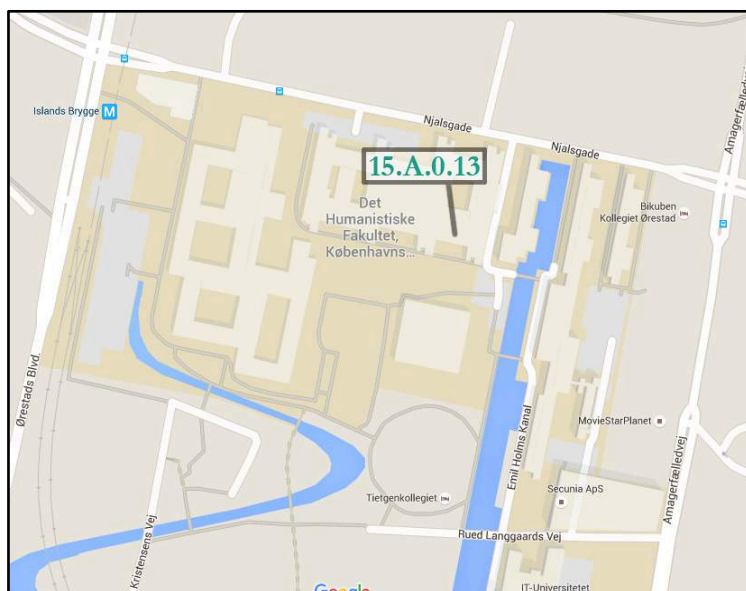 Islands Brygge M
Njalsgade
Njalsgade
Amagerfælledvej
15.A.0.13
Det
Humanistiske
Fakultet,
Københavns...
Bikuben
Kollegiet Ørestad
Ørestads Blvd.
Emil Holms Kanal
MovieStarPlanet
Amagerfælledvej
Tietgenkollegiet
Secunia ApS
Kristensens Vej
Rued Langgaards Vej
Google
IT-Universitetet